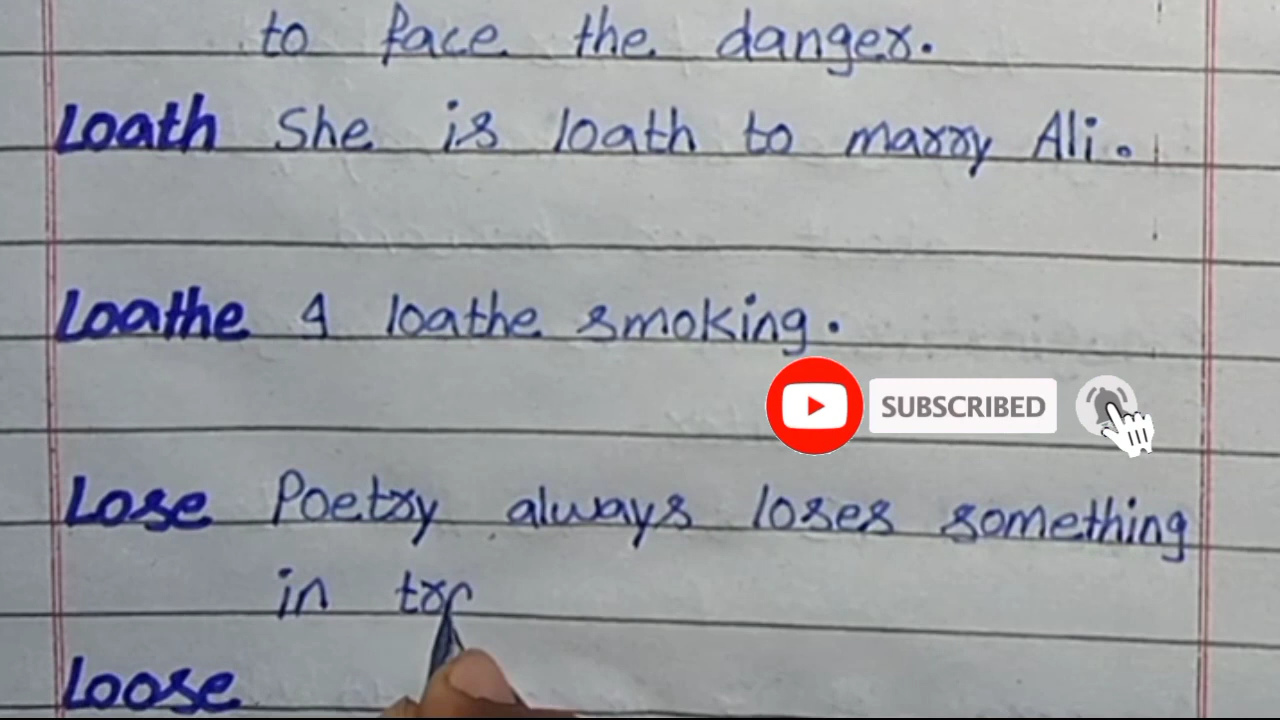 to face the danger.
Loath She is loath to marry Ali.
Loathe I loathe smoking.
SUBSCRIBED
Lose Poetry always loses something
in tra
Loose